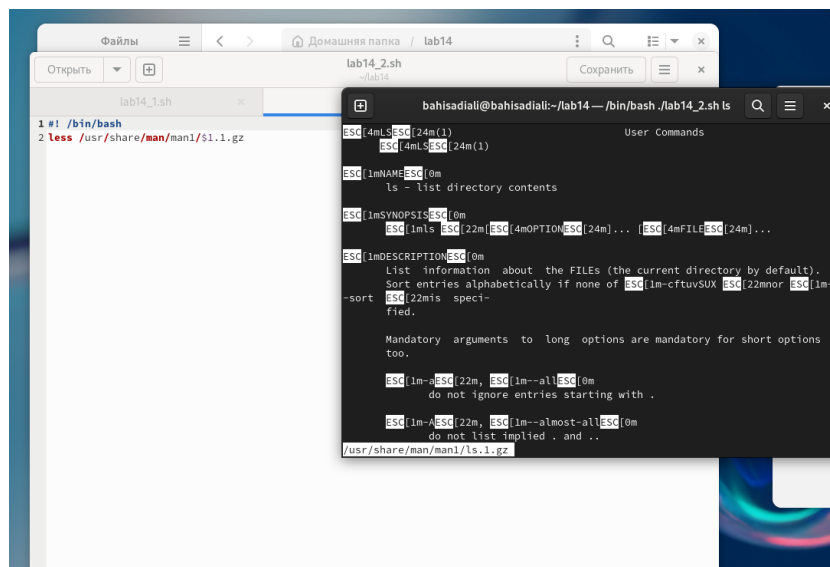 Файлы
Домашняя папка / lab14
Открыть
lab14_2.sh
~/lab14
Сохранить
lab14_1.sh
1 #! /bin/bash
2 less /usr/share/man/man1/$1.1.gz
bahisadiali@bahisadiali:~/lab14 — /bin/bash ./lab14_2.sh ls
ESC[4mLSESC[24m(1) User Commands
ESC[4mLSESC[24m(1)
ESC[1mNAMEESC[0m
ls - list directory contents
ESC[1mSYNOPSISESC[0m
ESC[1mls ESC[22m[ESC[4mOPTIONESC[24m]... [ESC[4mFILEESC[24m]...
ESC[1mDESCRIPTIONESC[0m
List information about the FILEs (the current directory by default).
Sort entries alphabetically if none of ESC[1m-cftuvSUX ESC[22mnor ESC[1m-
-sort ESC[22mis speci-
fied.
Mandatory arguments to long options are mandatory for short options
too.
ESC[1m-aESC[22m, ESC[1m--allESC[0m
do not ignore entries starting with .
ESC[1m-AESC[22m, ESC[1m--almost-allESC[0m
do not list implied . and ..
/usr/share/man/man1/ls.1.gz